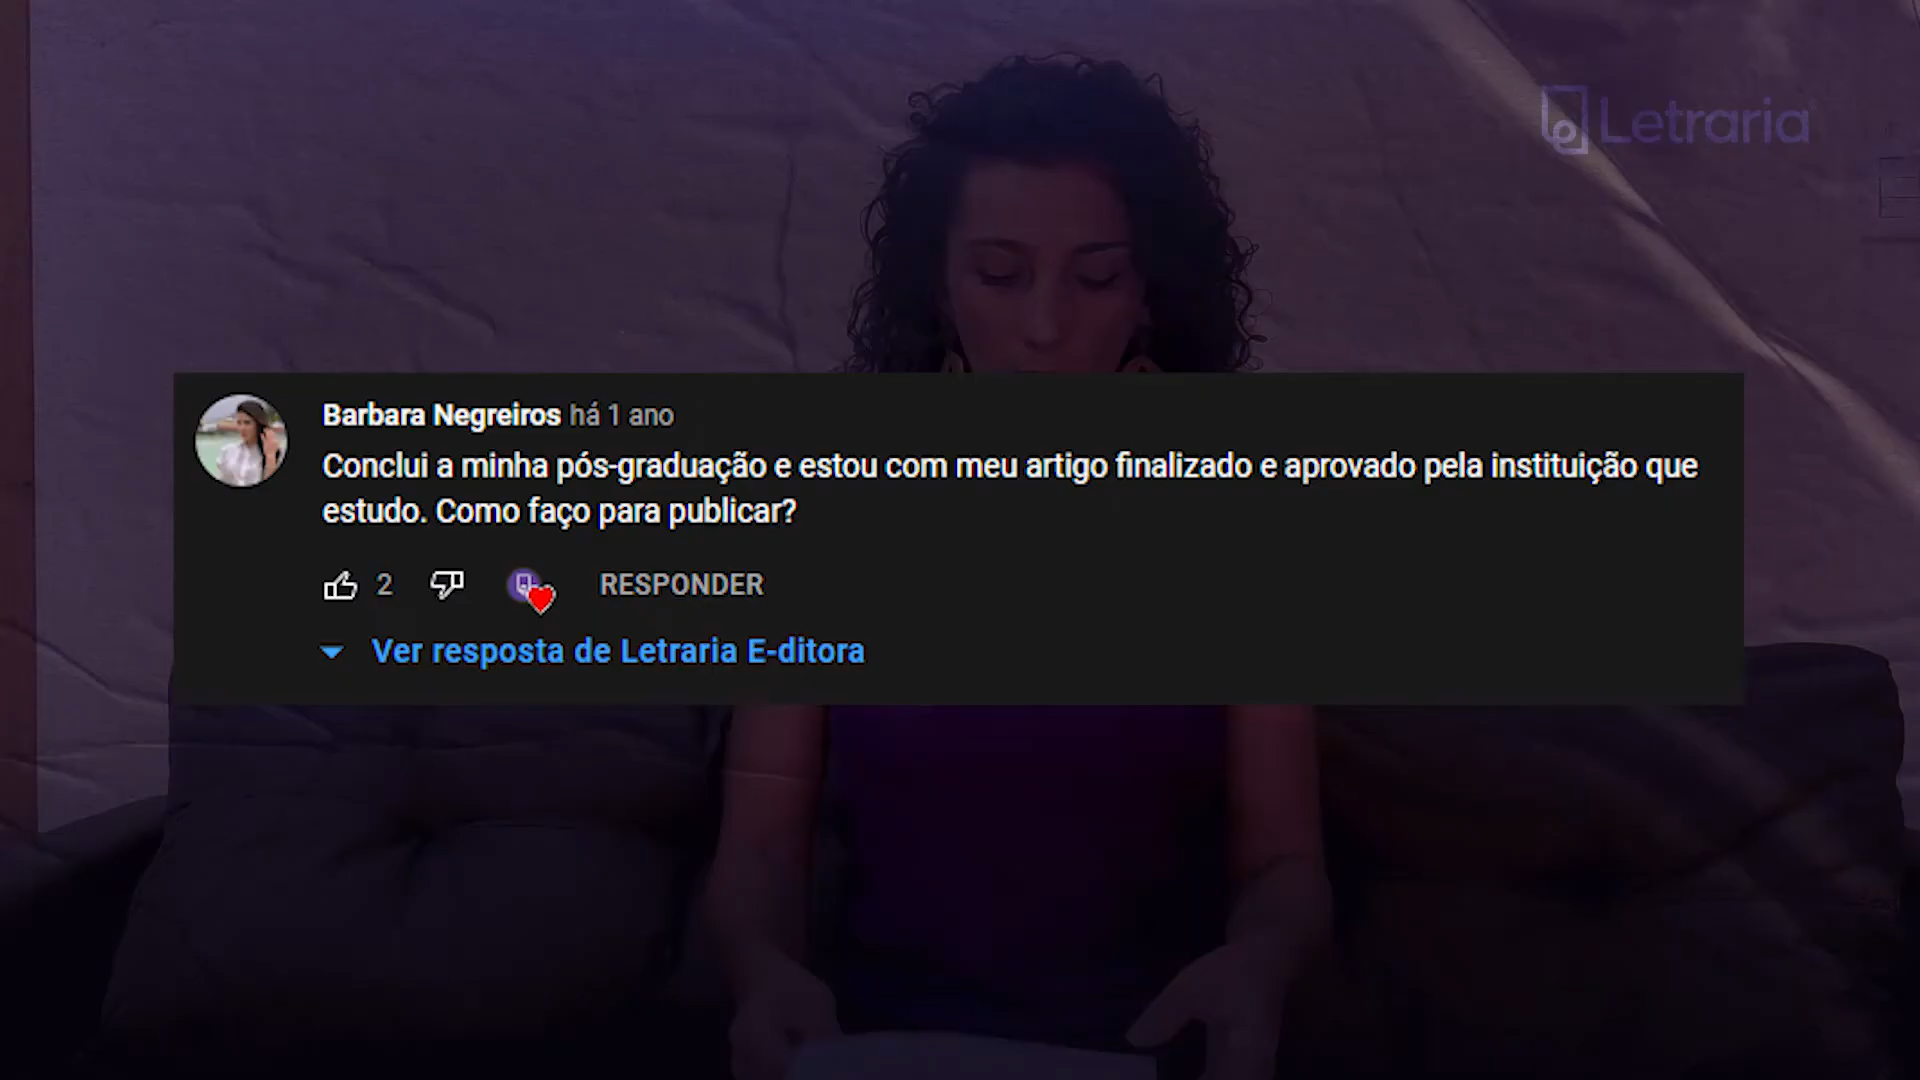 Letraria
Barbara Negreiros há 1 ano
Conclui a minha pós-graduação e estou com meu artigo finalizado e aprovado pela instituição que
estudo. Como faço para publicar?
2 RESPONDER
Ver resposta de Letraria E-ditora